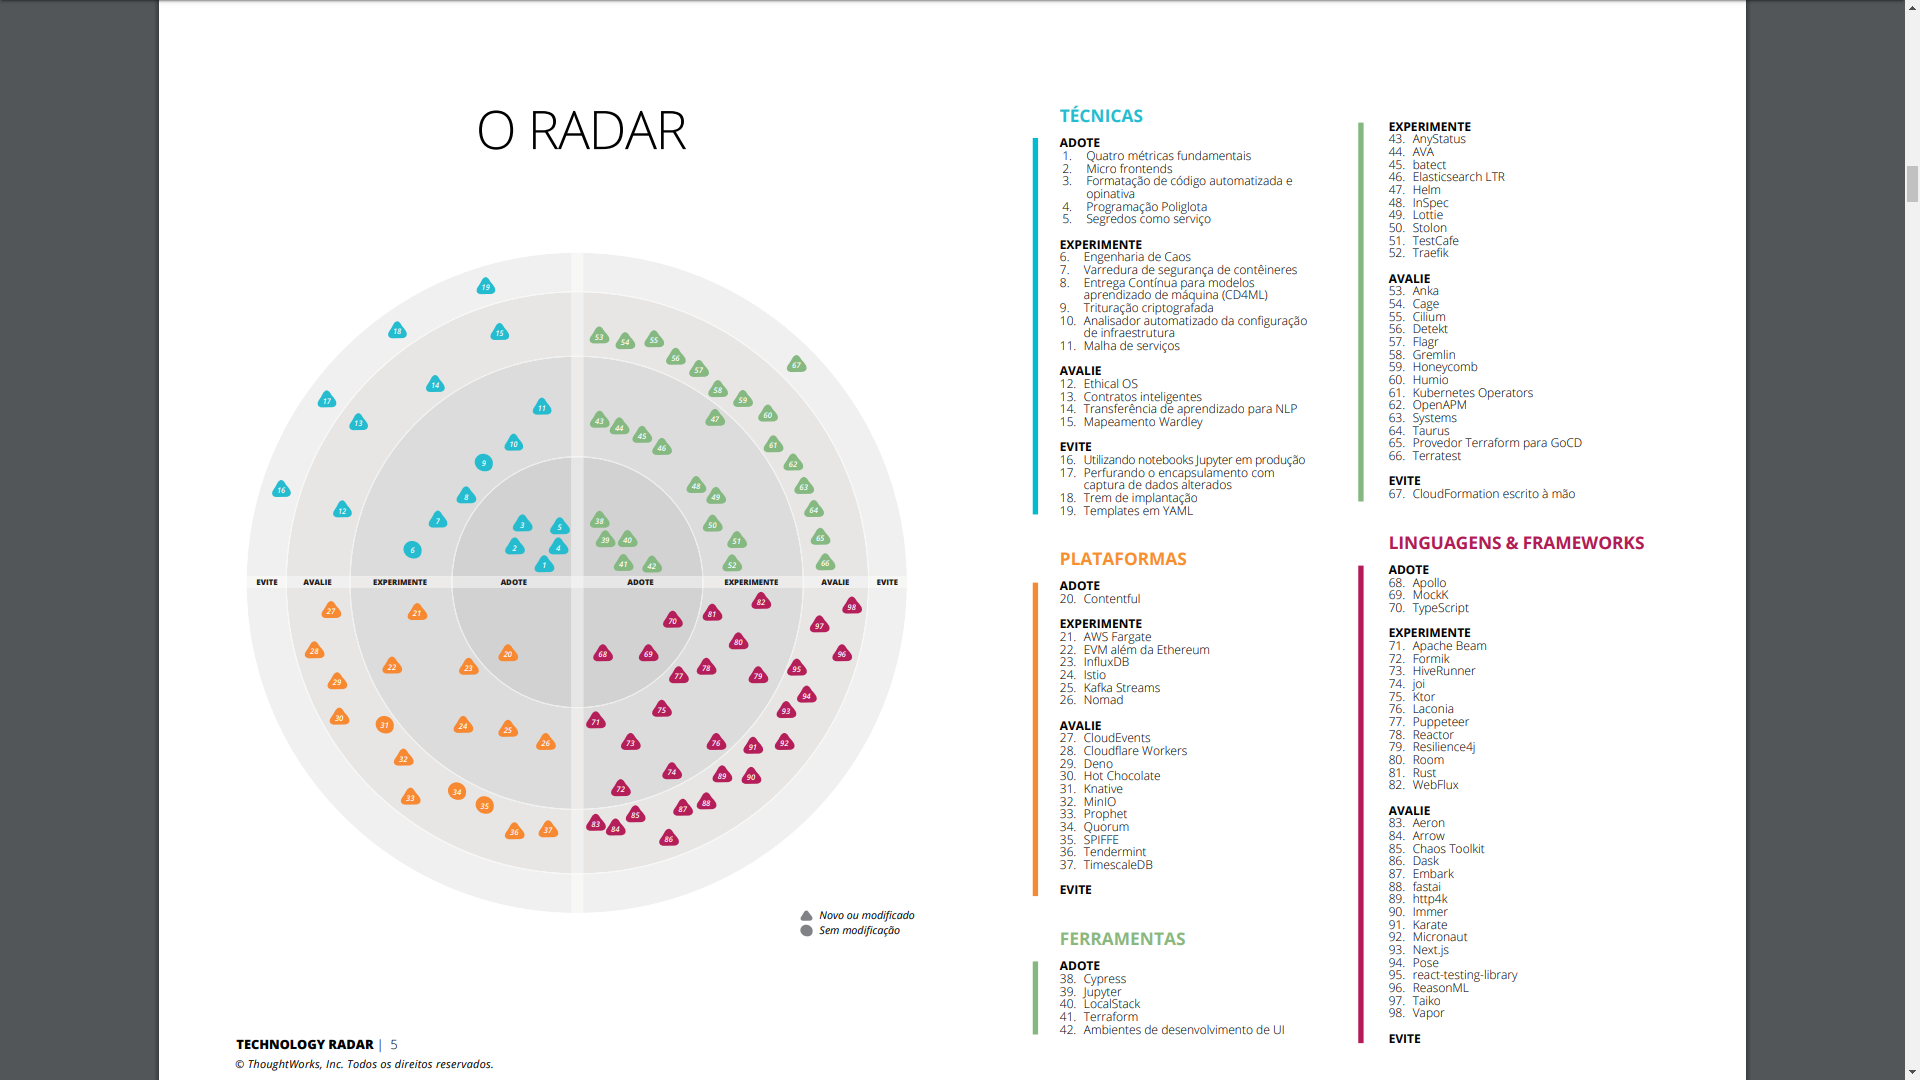 O RADAR
19
18
15
17
14
13
11
10
9
16
8
12
7
6
3
5
2
4
1
53
54
55
56
57
67
58
59
60
47
43
44
45
46
61
62
48
49
63
50
64
38
39
40
51
65
41
42
52
66
EVITE
AVALIE
EXPERIMENTE
ADOTE
ADOTE
EXPERIMENTE
AVALIE
EVITE
27
21
28
20
22
23
29
30
31
24
25
26
32
33
34
35
36
37
82
98
81
70
97
80
68
69
96
78
95
77
79
94
75
93
71
73
76
91
92
74
89
90
72
88
87
85
83
84
86
Novo ou modificado
Sem modificação
TÉCNICAS
ADOTE
1. Quatro métricas fundamentais
2. Micro frontends
3. Formatação de código automatizada e
opinativa
4. Programação Poliglota
5. Segredos como serviço
EXPERIMENTE
6. Engenharia de Caos
7. Varredura de segurança de contêineres
8. Entrega Contínua para modelos
aprendizado de máquina (CD4ML)
9. Trituração criptografada
10. Analisador automatizado da configuração
de infraestrutura
11. Malha de serviços
AVALIE
12. Ethical OS
13. Contratos inteligentes
14. Transferência de aprendizado para NLP
15. Mapeamento Wardley
EVITE
16. Utilizando notebooks Jupyter em produção
17. Perfurando o encapsulamento com
captura de dados alterados
18. Trem de implantação
19. Templates em YAML
PLATAFORMAS
ADOTE
20. Contentful
EXPERIMENTE
21. AWS Fargate
22. EVM além da Ethereum
23. InfluxDB
24. Istio
25. Kafka Streams
26. Nomad
AVALIE
27. CloudEvents
28. Cloudflare Workers
29. Deno
30. Hot Chocolate
31. Knative
32. MinIO
33. Prophet
34. Quorum
35. SPIFFE
36. Tendermint
37. TimescaleDB
EVITE
FERRAMENTAS
ADOTE
38. Cypress
39. Jupyter
40. LocalStack
41. Terraform
42. Ambientes de desenvolvimento de UI
EXPERIMENTE
43. AnyStatus
44. AVA
45. batect
46. Elasticsearch LTR
47. Helm
48. InSpec
49. Lottie
50. Stolon
51. TestCafe
52. Traefik
AVALIE
53. Anka
54. Cage
55. Cilium
56. Detekt
57. Flagr
58. Gremlin
59. Honeycomb
60. Humio
61. Kubernetes Operators
62. OpenAPM
63. Systems
64. Taurus
65. Provedor Terraform para GoCD
66. Terratest
EVITE
67. CloudFormation escrito à mão
LINGUAGENS & FRAMEWORKS
ADOTE
68. Apollo
69. MockK
70. TypeScript
EXPERIMENTE
71. Apache Beam
72. Formik
73. HiveRunner
74. joi
75. Ktor
76. Laconia
77. Puppeteer
78. Reactor
79. Resilience4j
80. Room
81. Rust
82. WebFlux
AVALIE
83. Aeron
84. Arrow
85. Chaos Toolkit
86. Dask
87. Embark
88. fastai
89. http4k
90. Immer
91. Karate
92. Micronaut
93. Next.js
94. Pose
95. react-testing-library
96. ReasonML
97. Taiko
98. Vapor
EVITE
TECHNOLOGY RADAR | 5
© ThoughtWorks, Inc. Todos os direitos reservados.